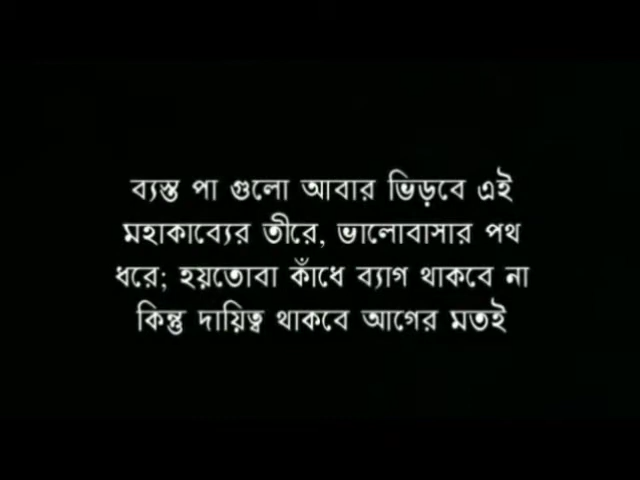 ব্যস্ত পা গুলো আবার ভিড়বে এই
মহাকাব্যের তীরে, ভালোবাসার পথ
ধরে; হয়তোবা কাঁধে ব্যাগ থাকবে না
কিন্তু দায়িত্ব থাকবে আগের মতই